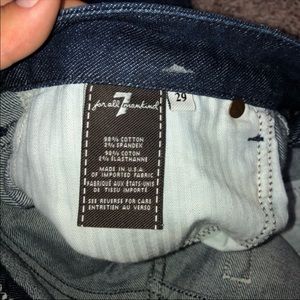 7
for all mankind
29
98% COTTON
2% SPANDEX
98% COTON
2% ELASTHANNE
MADE IN U.S.A.
OF IMPORTED FABRIC
FABRIQUÉ AUX ÉTATS-UNIS
DE TISSU IMPORTÉ
SEE REVERSE FOR CARE
ENTRETIEN AU VERSO